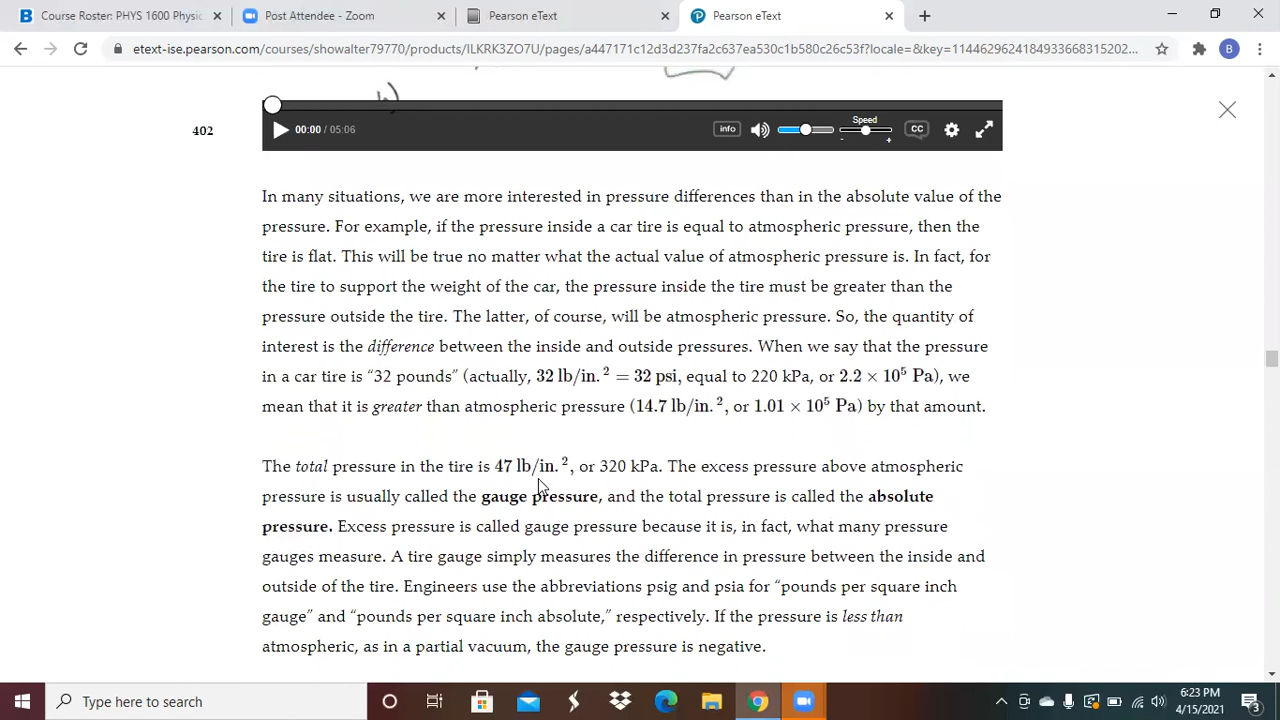 Course Roster: PHYS 1600 Physic
Post Attendee - Zoom
Pearson eText
Pearson eText
etext-ise.pearson.com/courses/showalter79770/products/ILKRK3ZO7U/pages/a447171c12d3d237fa2c637ea530c1b580c26c53f?locale=&key=1144629624184933668315202...
B
402
00:00 / 05:06
info
Speed
- +
CC
In many situations, we are more interested in pressure differences than in the absolute value of the
pressure. For example, if the pressure inside a car tire is equal to atmospheric pressure, then the
tire is flat. This will be true no matter what the actual value of atmospheric pressure is. In fact, for
the tire to support the weight of the car, the pressure inside the tire must be greater than the
pressure outside the tire. The latter, of course, will be atmospheric pressure. So, the quantity of
interest is the difference between the inside and outside pressures. When we say that the pressure
in a car tire is “32 pounds” (actually, 32 lb/in.² = 32 psi, equal to 220 kPa, or 2.2 × 10⁵ Pa), we
mean that it is greater than atmospheric pressure (14.7 lb/in.², or 1.01 × 10⁵ Pa) by that amount.
The total pressure in the tire is 47 lb/in.², or 320 kPa. The excess pressure above atmospheric
pressure is usually called the gauge pressure, and the total pressure is called the absolute
pressure. Excess pressure is called gauge pressure because it is, in fact, what many pressure
gauges measure. A tire gauge simply measures the difference in pressure between the inside and
outside of the tire. Engineers use the abbreviations psig and psia for “pounds per square inch
gauge” and “pounds per square inch absolute,” respectively. If the pressure is less than
atmospheric, as in a partial vacuum, the gauge pressure is negative.
Type here to search
6:23 PM
4/15/2021
3